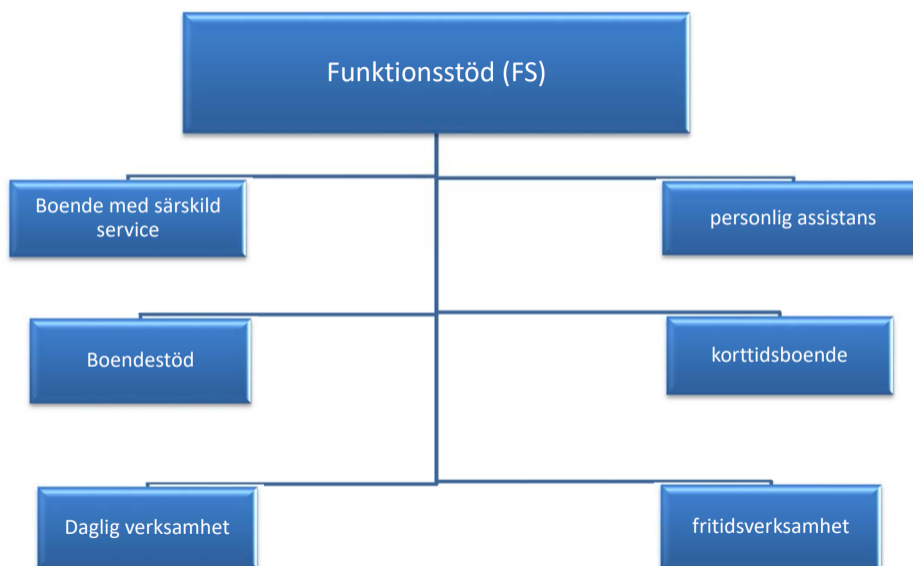 Funktionsstöd (FS)
Boende med särskild
service
personlig assistans
Boendestöd
korttidsboende
Daglig verksamhet
fritidsverksamhet